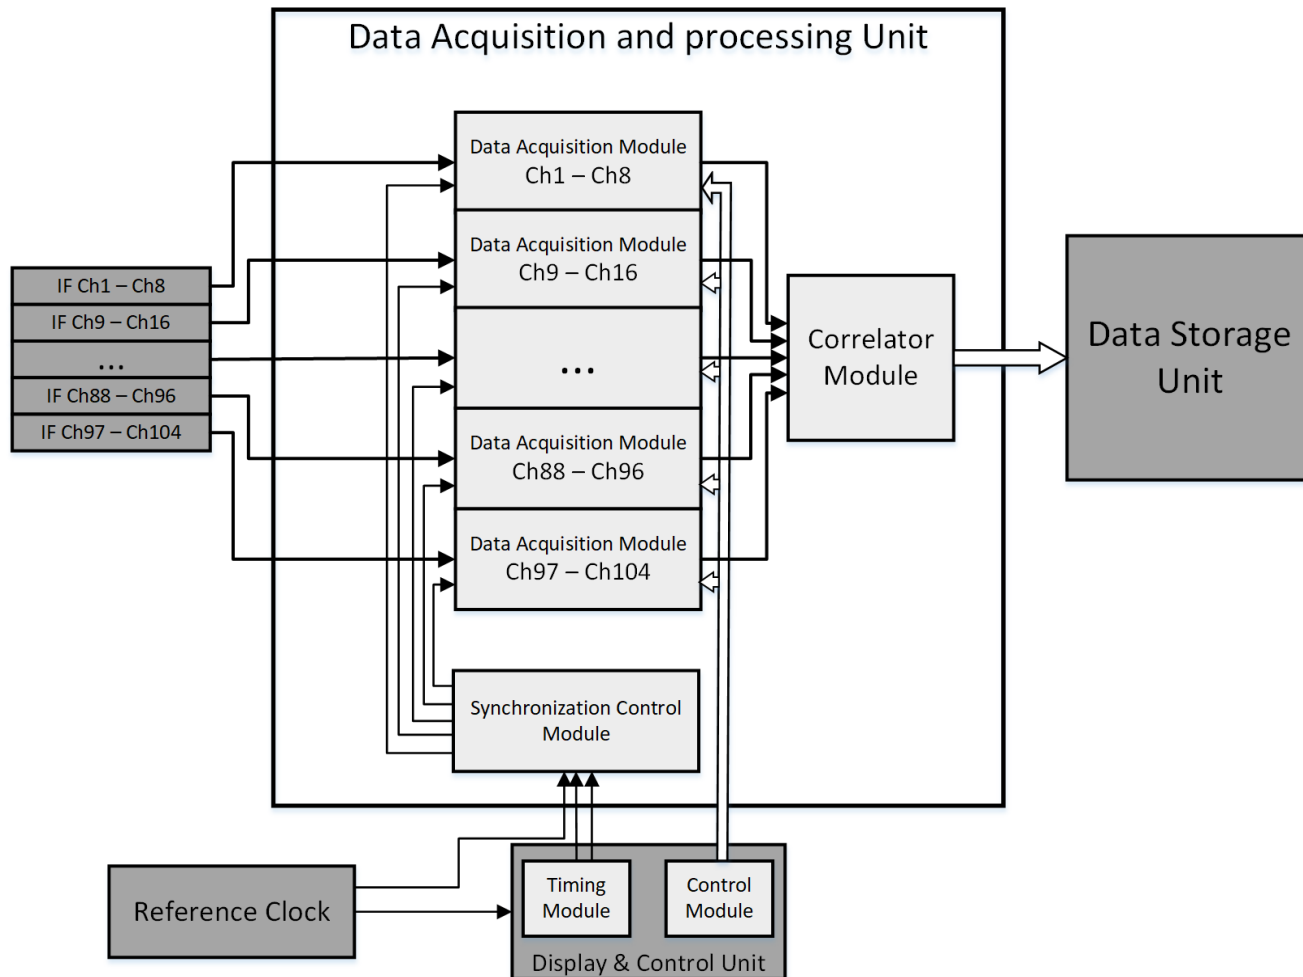 Data Acquisition and processing Unit
Data Acquisition Module
Ch1 – Ch8
Data Acquisition Module
Ch9 – Ch16
...
Data Acquisition Module
Ch88 – Ch96
Data Acquisition Module
Ch97 – Ch104
IF Ch1 – Ch8
IF Ch9 – Ch16
...
IF Ch88 – Ch96
IF Ch97 – Ch104
Correlator
Module
Data Storage
Unit
Synchronization Control
Module
Reference Clock
Timing
Module
Control
Module
Display & Control Unit